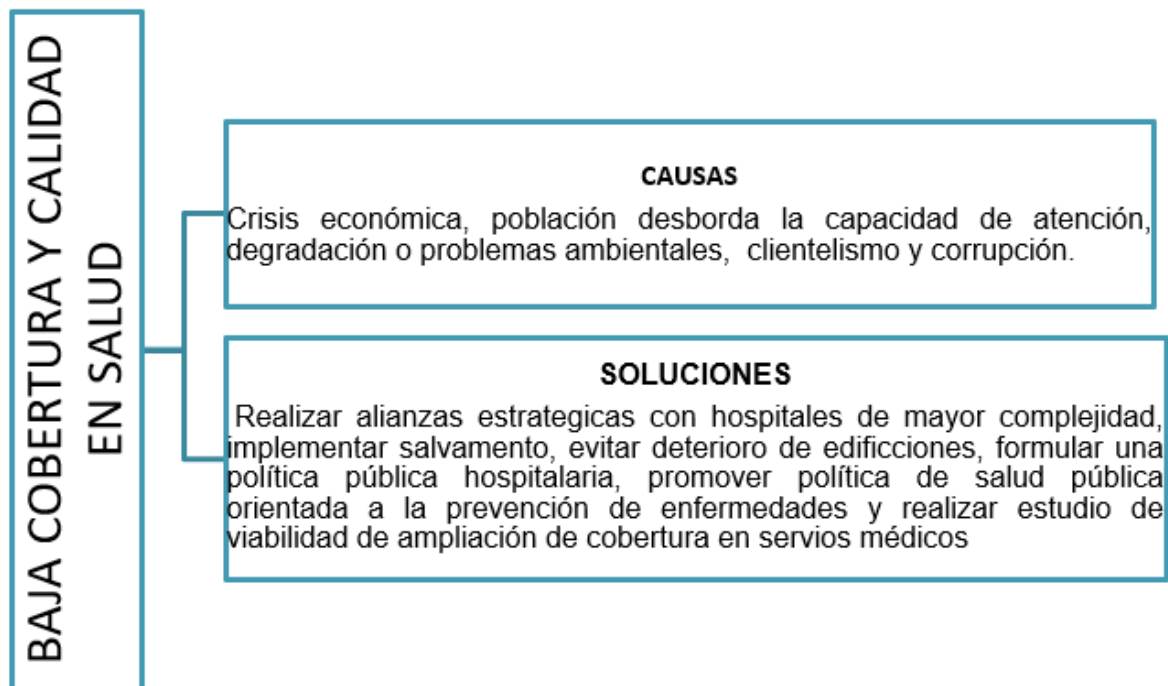 BAJA COBERTURA Y CALIDAD
EN SALUD
CAUSAS
Crisis económica, población desborda la capacidad de atención,
degradación o problemas ambientales, clientelismo y corrupción.
SOLUCIONES
Realizar alianzas estrategicas con hospitales de mayor complejidad,
implementar salvamento, evitar deterioro de edificciones, formular una
política pública hospitalaria, promover política de salud pública
orientada a la prevención de enfermedades y realizar estudio de
viabilidad de ampliación de cobertura en servios médicos